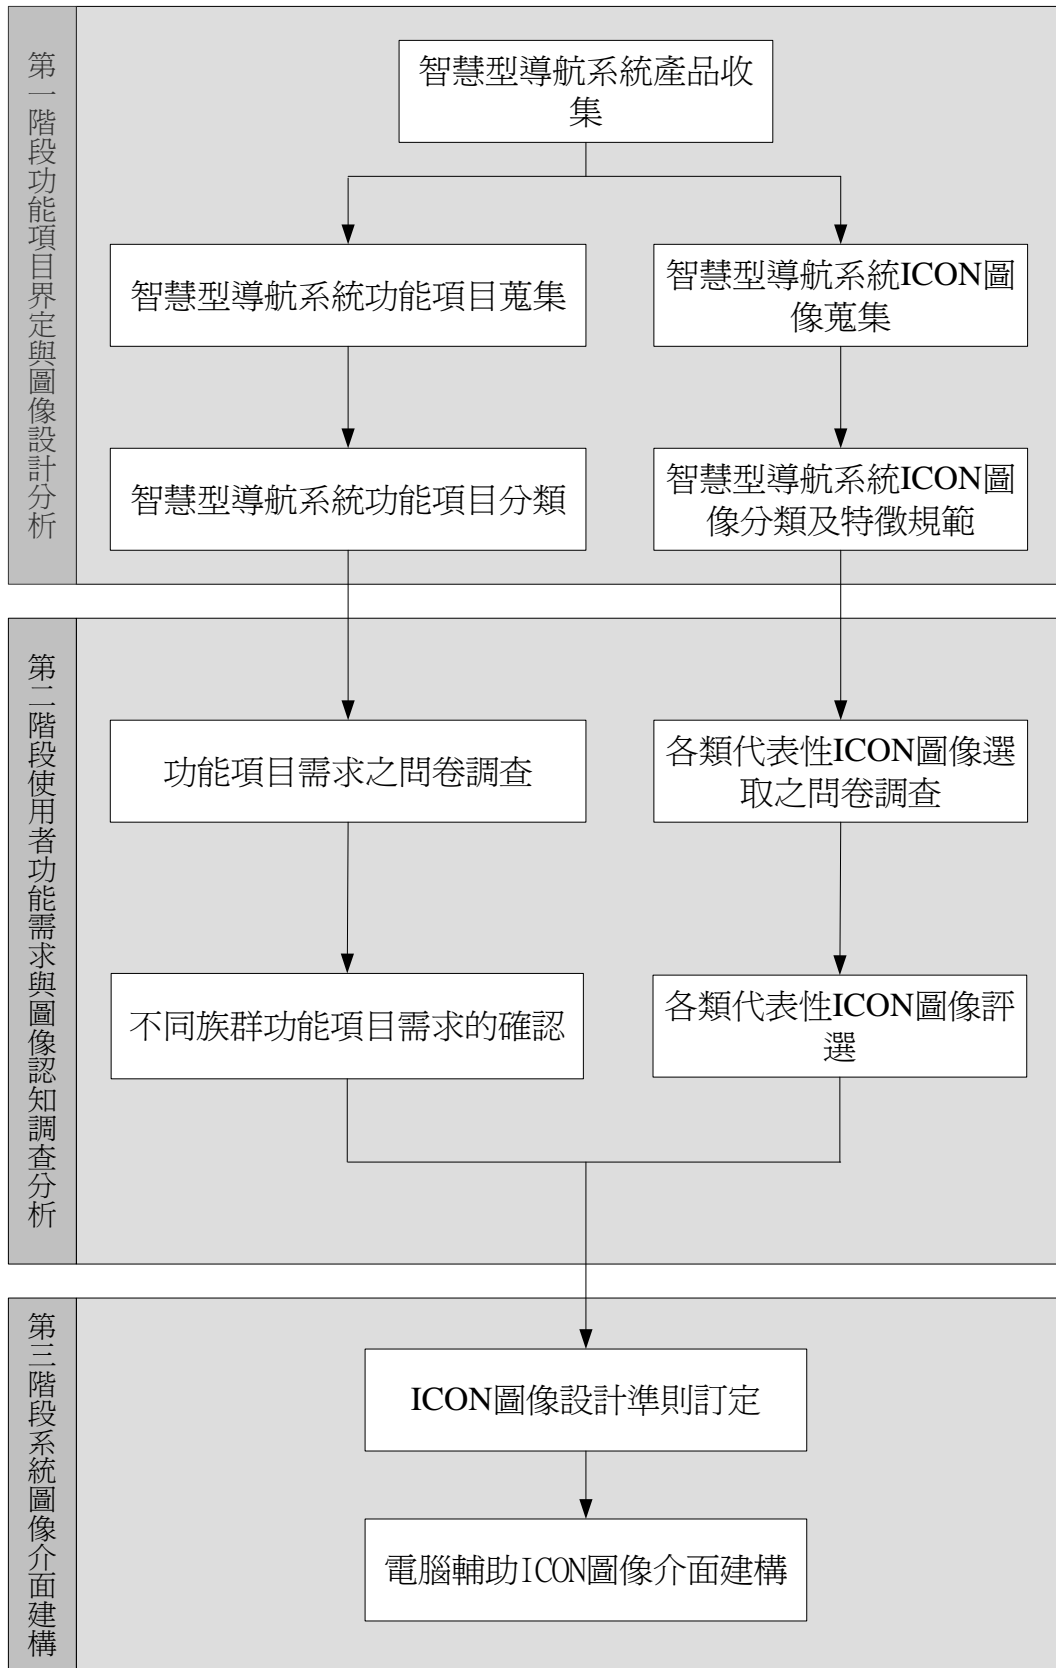 第一階段功能項目界定與圖像設計分析
智慧型導航系統產品收
集
智慧型導航系統功能項目蒐集
智慧型導航系統ICON圖
像蒐集
智慧型導航系統功能項目分類
智慧型導航系統ICON圖
像分類及特徵規範
第二階段使用者功能需求與圖像認知調查分析
功能項目需求之問卷調查
各類代表性ICON圖像選
取之問卷調查
不同族群功能項目需求的確認
各類代表性ICON圖像評
選
第三階段系統圖像介面建構
ICON圖像設計準則訂定
電腦輔助ICON圖像介面建構